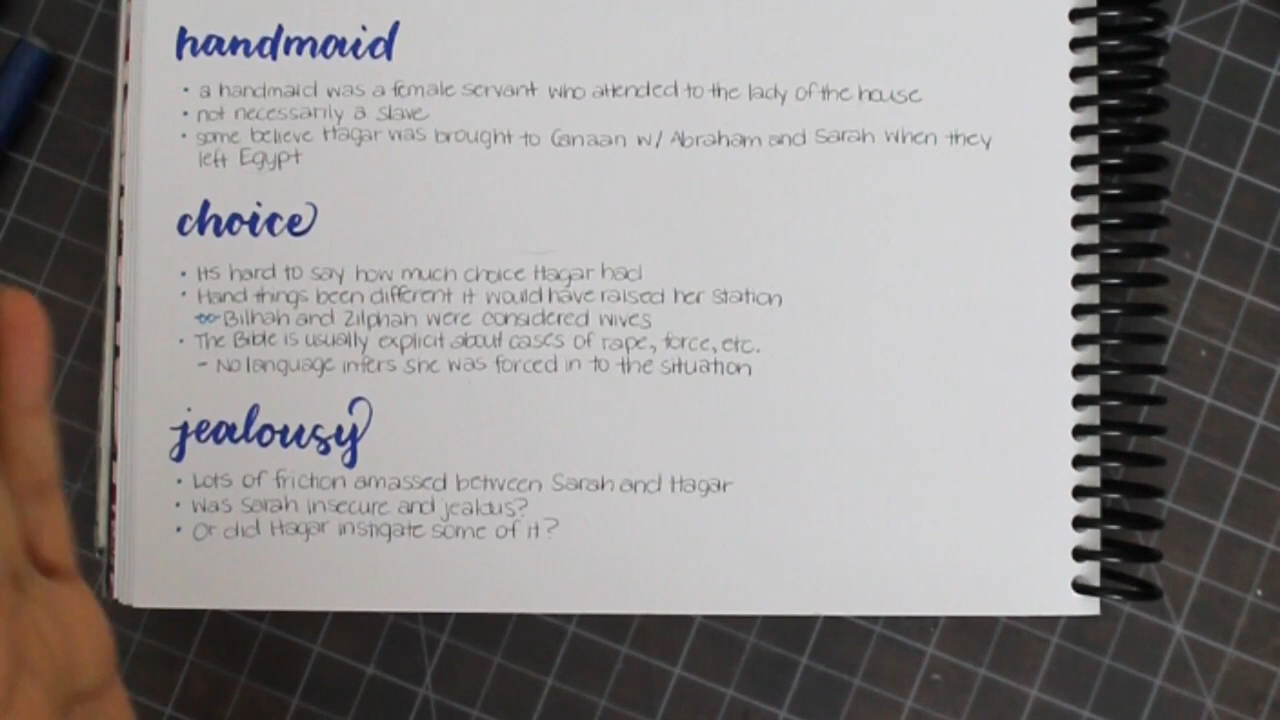 handmaid
• a handmaid was a female servant who attended to the lady of the house
• not necessarily a slave
• some believe Hagar was brought to Canaan w/ Abraham and Sarah when they
left Egypt
choice
• Its hard to say how much choice Hagar had
• Hand things been different it would have raised her station
Bilhah and Zilphah were considered wives
• The Bible is usually explicit about cases of rape, force, etc.
- No language infers she was forced in to the situation
jealousy
• Lots of friction amassed between Sarah and Hagar
• Was Sarah insecure and jealous?
• Or did Hagar instigate some of it?